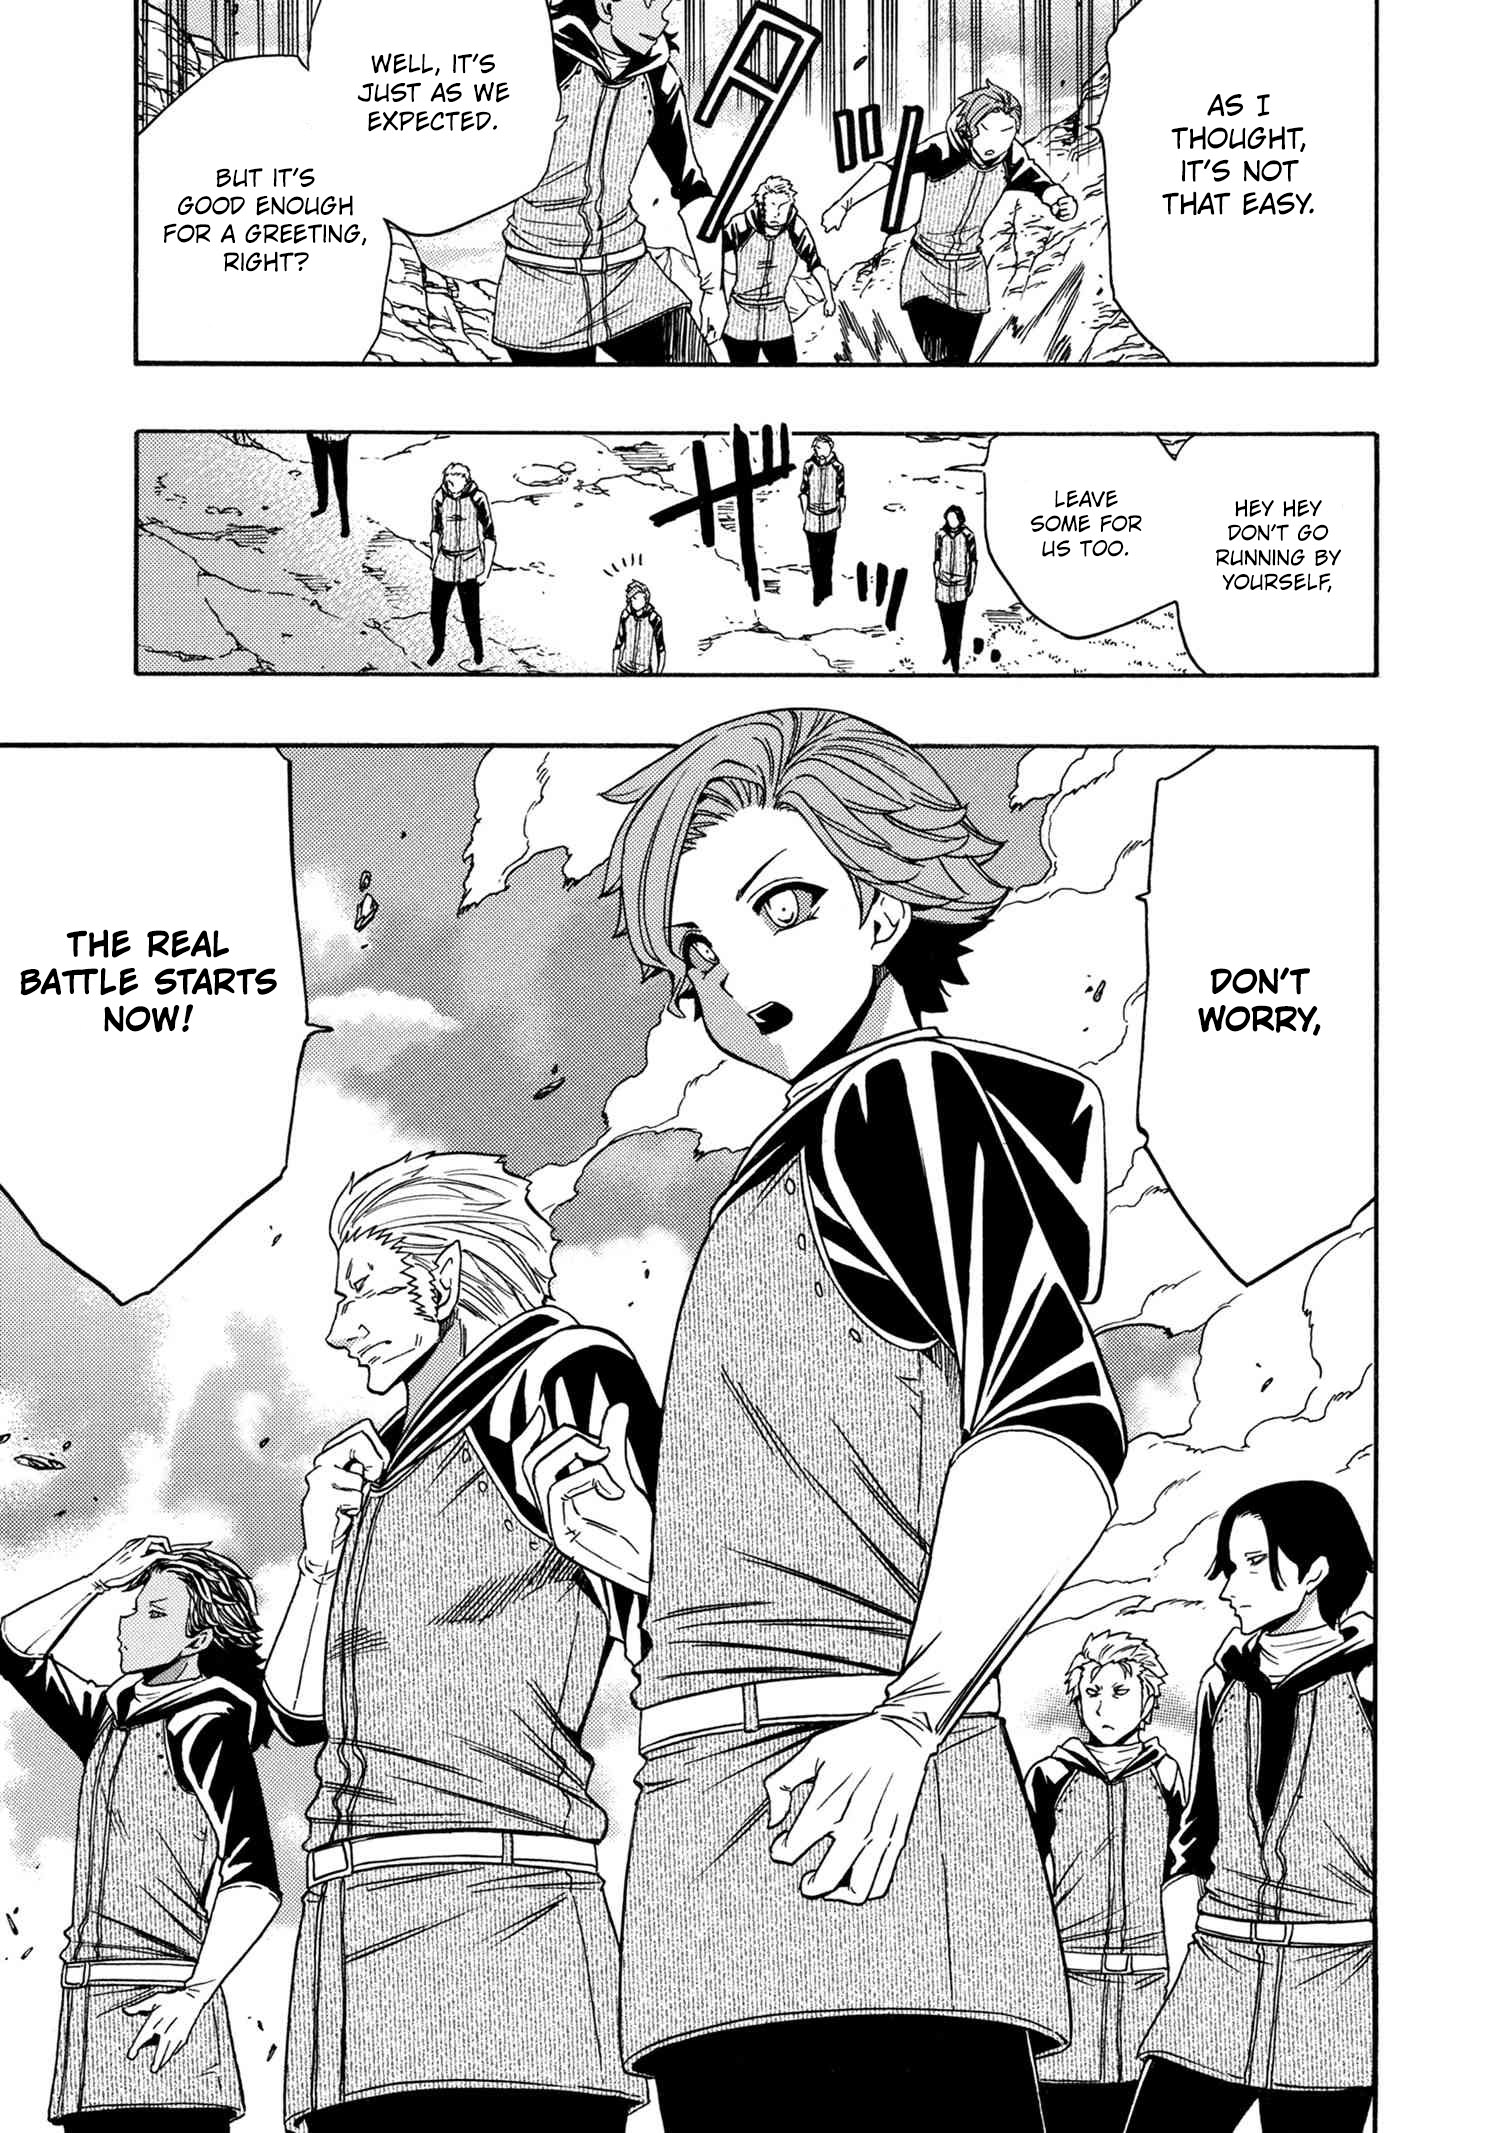 AS I
THOUGHT,
IT'S NOT
THAT EASY.
WELL, IT'S
JUST AS WE
EXPECTED.
BUT IT'S
GOOD ENOUGH
FOR A GREETING,
RIGHT?
HEY HEY
DON'T GO
RUNNING BY
YOURSELF,
LEAVE
SOME FOR
US TOO.
DON'T
WORRY,
THE REAL
BATTLE STARTS
NOW!